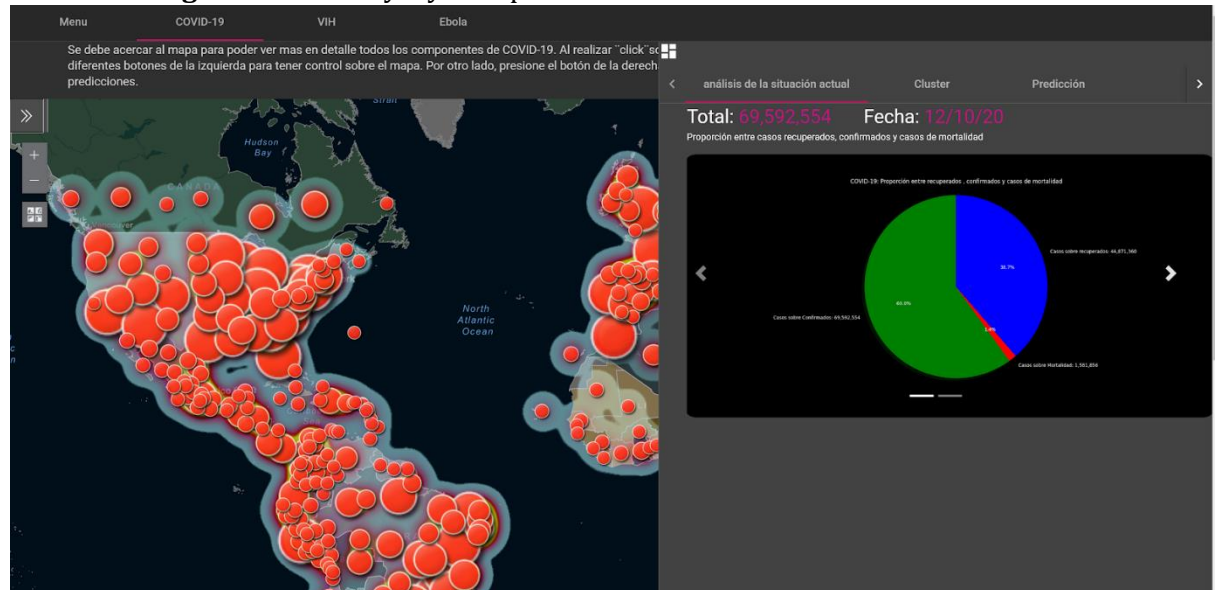 Menu COVID-19 VIH Ebola
Se debe acercar al mapa para poder ver mas en detalle todos los componentes de COVID-19. Al realizar ¨click¨
diferentes botones de la izquierda para tener control sobre el mapa. Por otro lado, presione el botón de la
predicciones.
Hudson
Bay
CANADA
North
Atlantic
Ocean
análisis de la situación actual Cluster Predicción
Total: 69,592,554 Fecha: 12/10/20
Proporción entre casos recuperados, confirmados y casos de mortalidad
COVID-19: Proporción entre recuperados , confirmados y casos de mortalidad
Casos sobre recuperados: 44,871,360
38.7%
Casos sobre Confirmados: 69,592,554
Casos sobre Mortalidad: